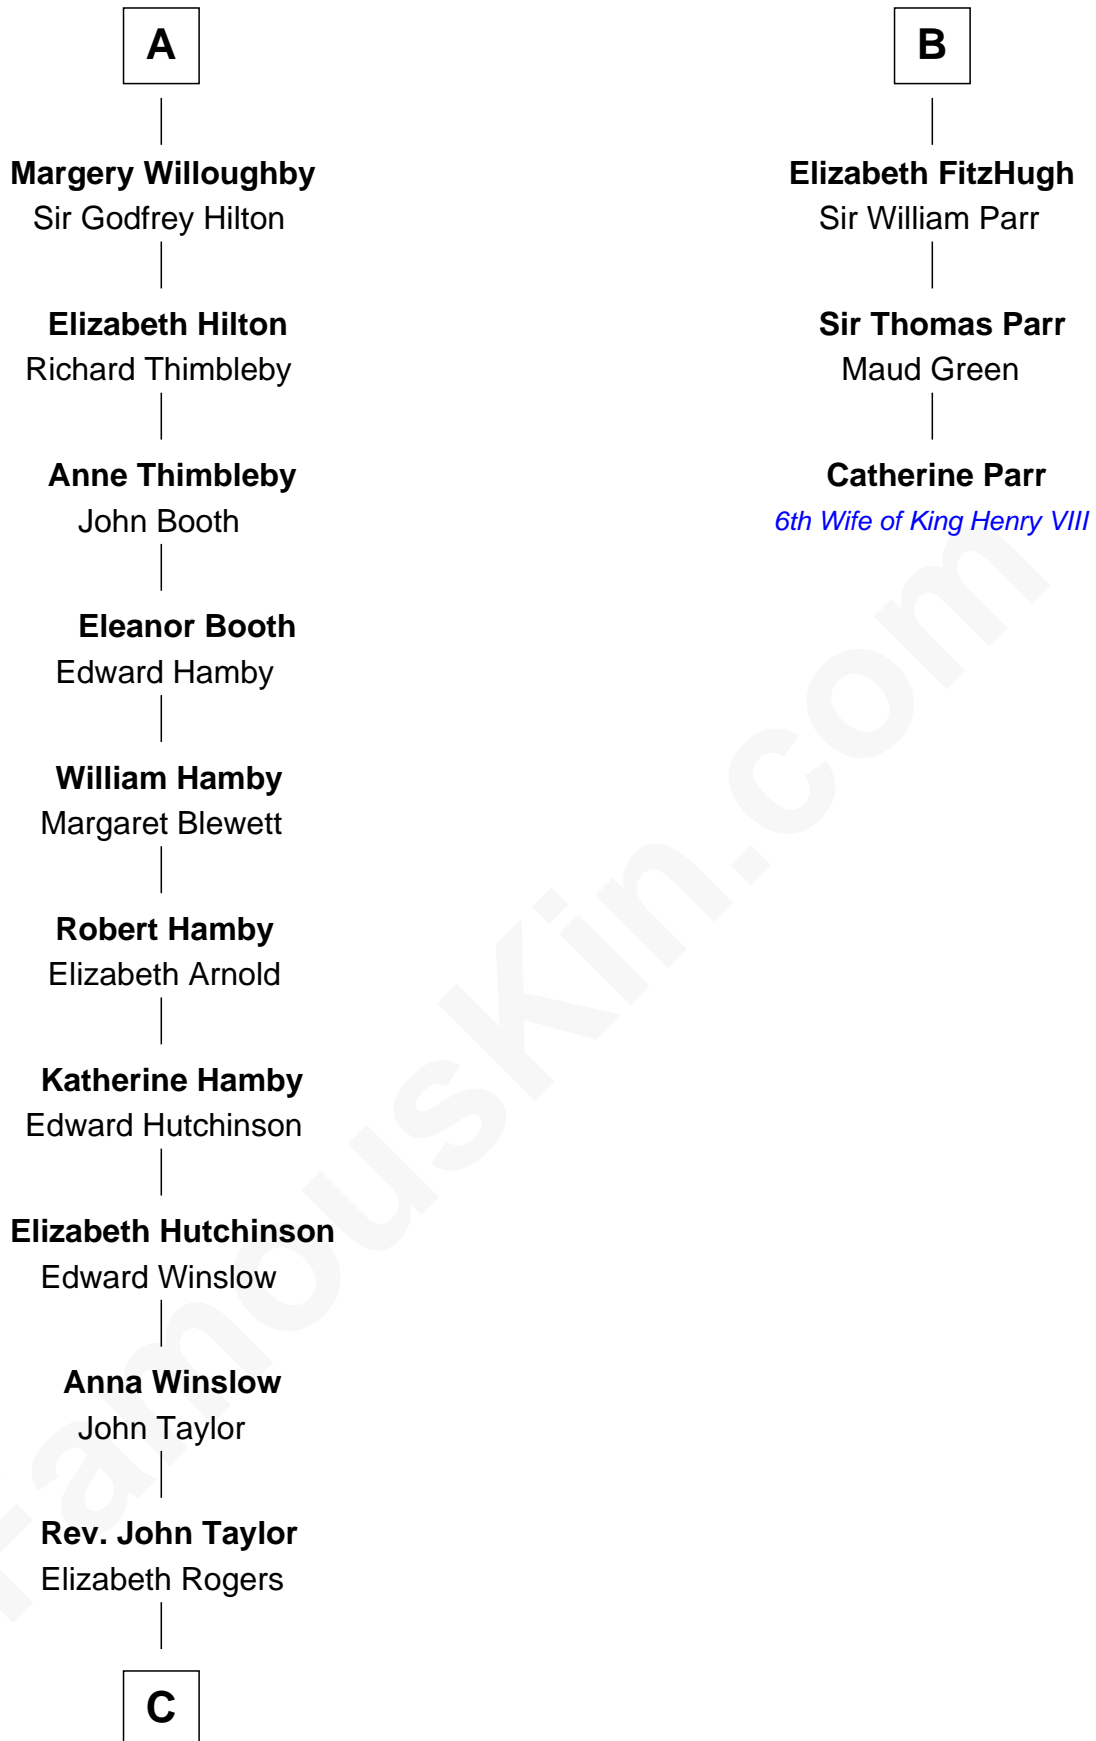 A
Margery Willoughby
Sir Godfrey Hilton
Elizabeth Hilton
Richard Thimbleby
Anne Thimbleby
John Booth
Eleanor Booth
Edward Hamby
William Hamby
Margaret Blewett
Robert Hamby
Elizabeth Arnold
Katherine Hamby
Edward Hutchinson
Elizabeth Hutchinson
Edward Winslow
Anna Winslow
John Taylor
Rev. John Taylor
Elizabeth Rogers
C
B
Elizabeth FitzHugh
Sir William Parr
Sir Thomas Parr
Maud Green
Catherine Parr
6th Wife of King Henry VIII
FamousKin.com